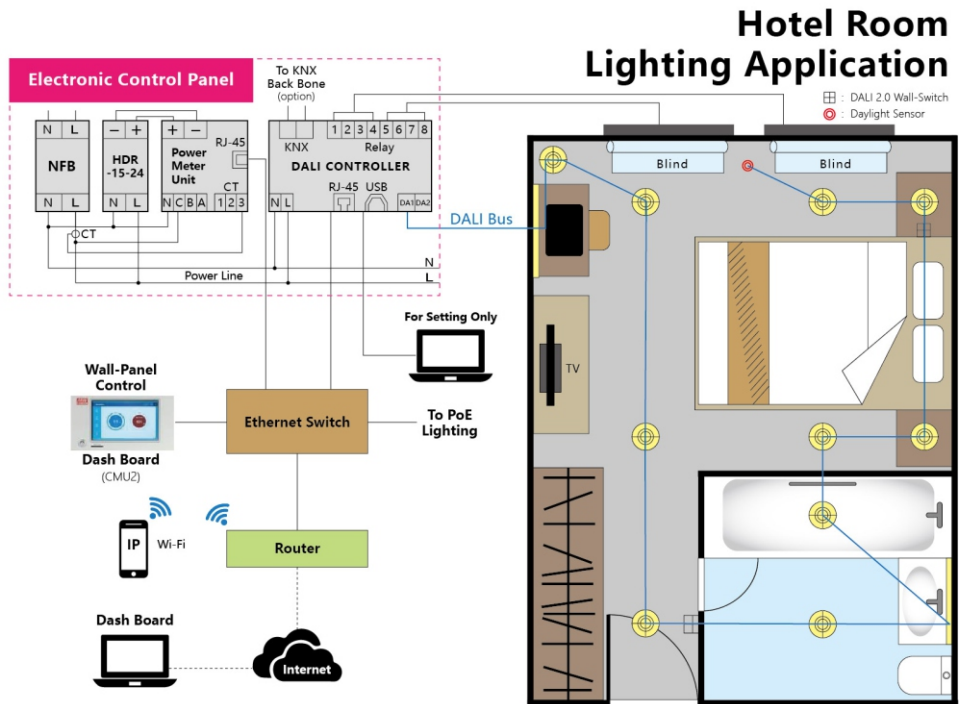 Hotel Room
Lighting Application
: DALI 2.0 Wall-Switch
: Daylight Sensor
Electronic Control Panel
To KNX
Back Bone
(option)
N L
NFB
N L
− +
HDR
-15-24
N L
+ −
RJ-45
Power
Meter
Unit
CT
N C B A 1 2 3
1 2 3 4 5 6 7 8
KNX Relay
DALI CONTROLLER
RJ-45 USB
N L
DA1 DA2
CT
DALI Bus
N
Power Line
L
Blind
Blind
TV
For Setting Only
Wall-Panel
Control
Dash Board
(CMU2)
Ethernet Switch
To PoE
Lighting
IP
Wi-Fi
Router
Dash Board
Internet